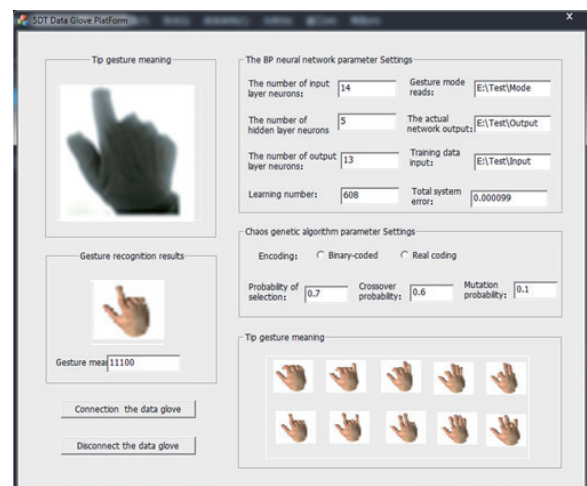 5DT Data Glove PlatForm
x
Tip gesture meaning
Gesture recognition results
Gesture mea 11100
Connection the data glove
Disconnect the data glove
The BP neural network parameter Settings
The number of input
layer neurons:
14
Gesture mode
reads:
E:\Test\Mode
The number of
hidden layer neurons
5
The actual
network output:
E:\Test\Output
The number of output
layer neurons:
13
Training data
input:
E:\Test\Input
Learning number:
608
Total system
error:
0.000099
Chaos genetic algorithm parameter Settings
Encoding: Binary-coded Real coding
Probability of
selection:
0.7
Crossover
probability:
0.6
Mutation
probability:
0.1
Tip gesture meaning